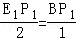 E₁P₁/2 = BP₁/1